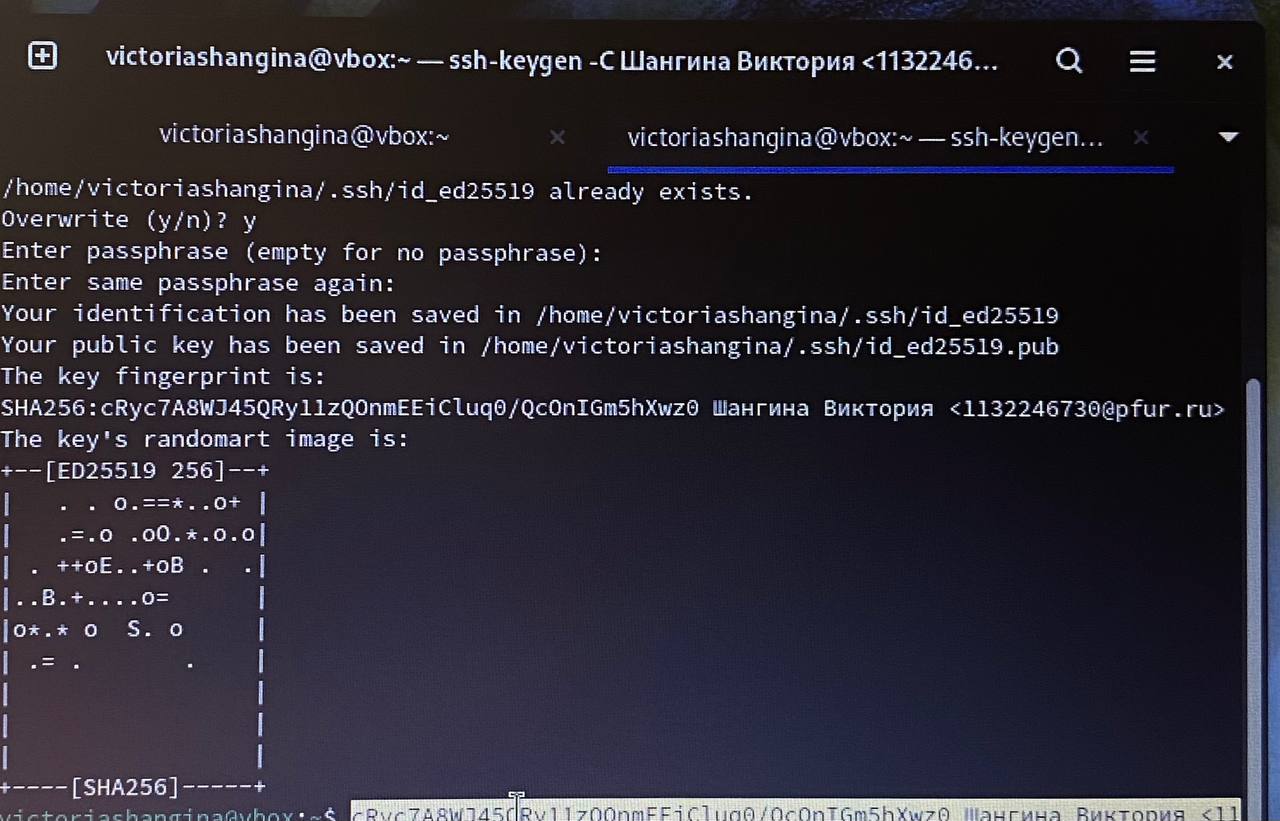 victoriashangina@vbox:~ — ssh-keygen -C Шангина Виктория <1132246...
victoriashangina@vbox:~
victoriashangina@vbox:~ — ssh-keygen...
/home/victoriashangina/.ssh/id_ed25519 already exists.
Overwrite (y/n)? y
Enter passphrase (empty for no passphrase):
Enter same passphrase again:
Your identification has been saved in /home/victoriashangina/.ssh/id_ed25519
Your public key has been saved in /home/victoriashangina/.ssh/id_ed25519.pub
The key fingerprint is:
SHA256:cRyc7A8WJ45QRy11zQOnmEEiCluq0/QcOnIGm5hXwz0 Шангина Виктория <1132246730@pfur.ru>
The key's randomart image is:
+--[ED25519 256]--+
|   . . o.==*..o+ |
|   .=.o .oO.*.o.o|
| . ++oE..+oB .  .|
|..B.+....o=      |
|o*.* o  S. o     |
| .= .       .    |
|                 |
|                 |
|                 |
+----[SHA256]-----+
victoriashangina@vbox:~$ cRyc7A8WJ45QRy11zQOnmEEiCluq0/QcOnIGm5hXwz0 Шангина Виктория <11